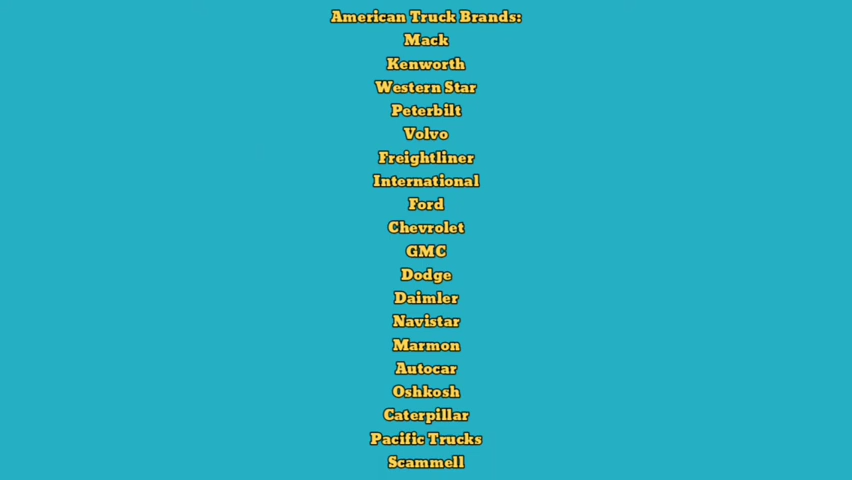 American Truck Brands:
Mack
Kenworth
Western Star
Peterbilt
Volvo
Freightliner
International
Ford
Chevrolet
GMC
Dodge
Daimler
Navistar
Marmon
Autocar
Oshkosh
Caterpillar
Pacific Trucks
Scammell